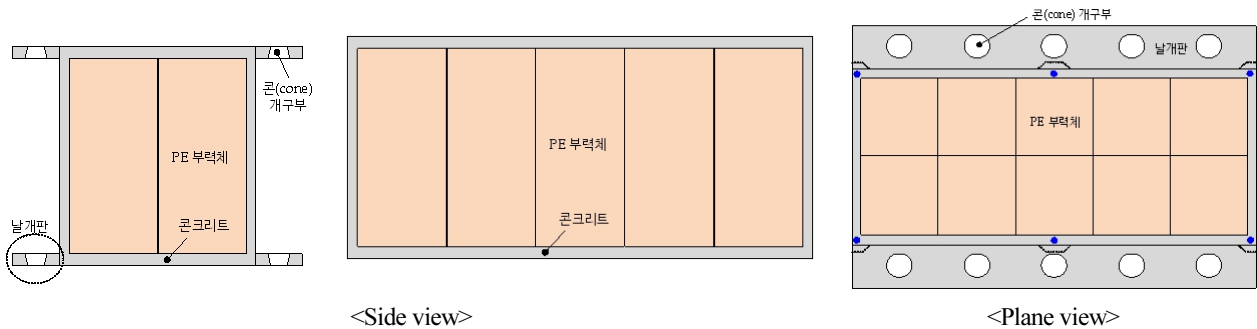 콘(cone)
개구부
PE 부력체
날개판
콘크리트
PE 부력체
콘크리트
<Side view>
콘(cone) 개구부
날개판
PE 부력체
<Plane view>